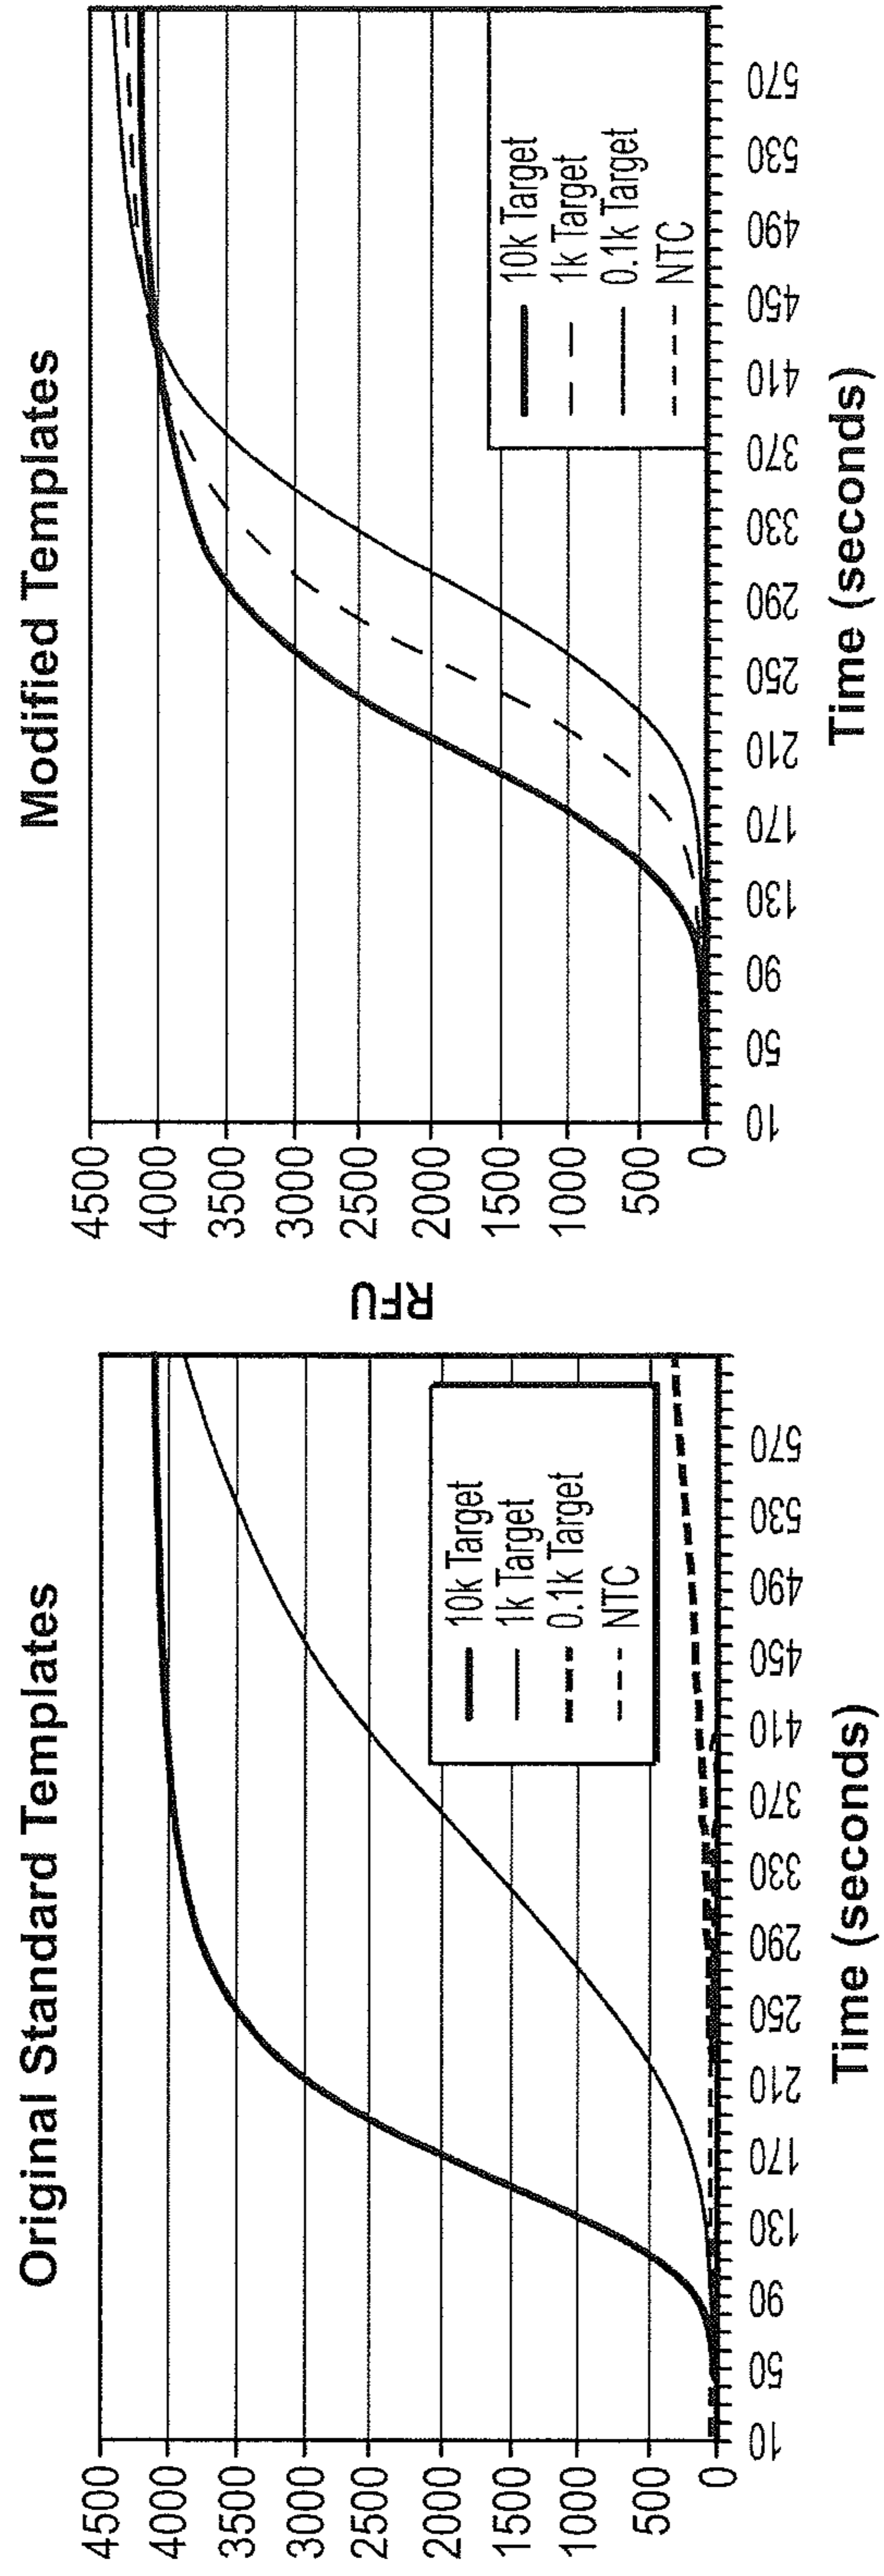 Original Standard Templates
4500
4000
3500
3000
2500
2000
1500
1000
500
0
10k Target
1k Target
0.1k Target
NTC
10 50 90 130 170 210 250 290 330 370 410 450 490 530 570
Time (seconds)
Modified Templates
RFU
4500
4000
3500
3000
2500
2000
1500
1000
500
0
10k Target
1k Target
0.1k Target
NTC
10 50 90 130 170 210 250 290 330 370 410 450 490 530 570
Time (seconds)